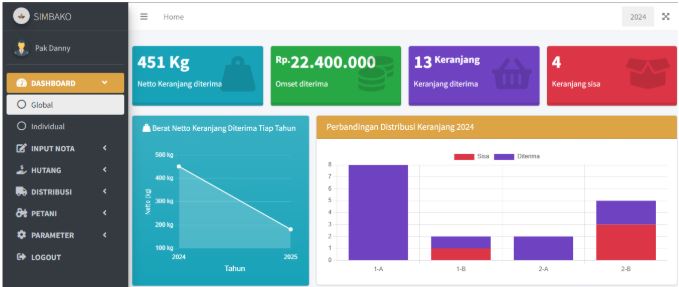 SIMBAKO
Home
2024
Pak Danny
DASHBOARD
Global
Individual
INPUT NOTA
HUTANG
DISTRIBUSI
PETANI
PARAMETER
LOGOUT
451 Kg
Netto Keranjang diterima
Rp.22.400.000
Omset diterima
13 Keranjang
Keranjang diterima
4
Keranjang sisa
Berat Netto Keranjang Diterima Tiap Tahun
500 kg
400 kg
300 kg
200 kg
100 kg
Netto (kg)
2024
2025
Tahun
Perbandingan Distribusi Keranjang 2024
Sisa
Diterima
8
7
6
5
4
3
2
1
0
1-A
1-B
2-A
2-B